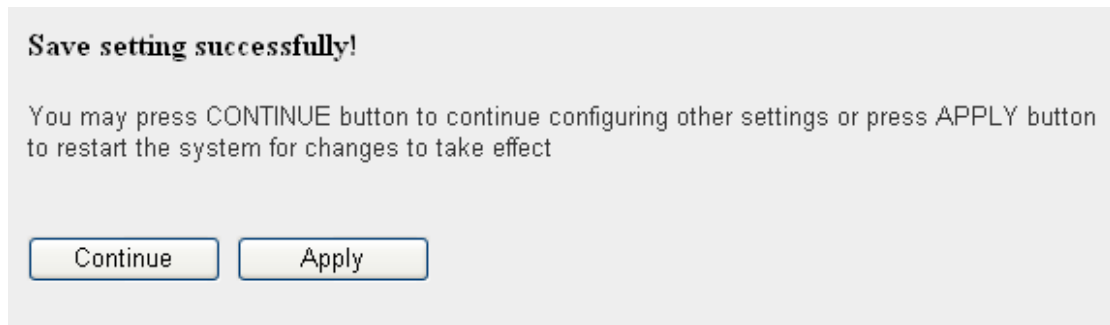 Save setting successfully!
You may press CONTINUE button to continue configuring other settings or press APPLY button
to restart the system for changes to take effect
Continue Apply